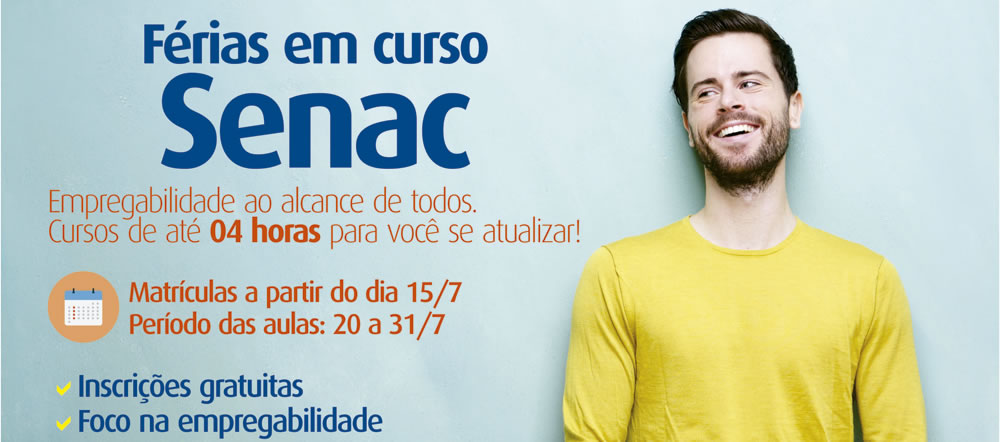 Férias em curso
Senac
Empregabilidade ao alcance de todos.
Cursos de até 04 horas para você se atualizar!
Matrículas a partir do dia 15/7
Período das aulas: 20 a 31/7
Inscrições gratuitas
Foco na empregabilidade